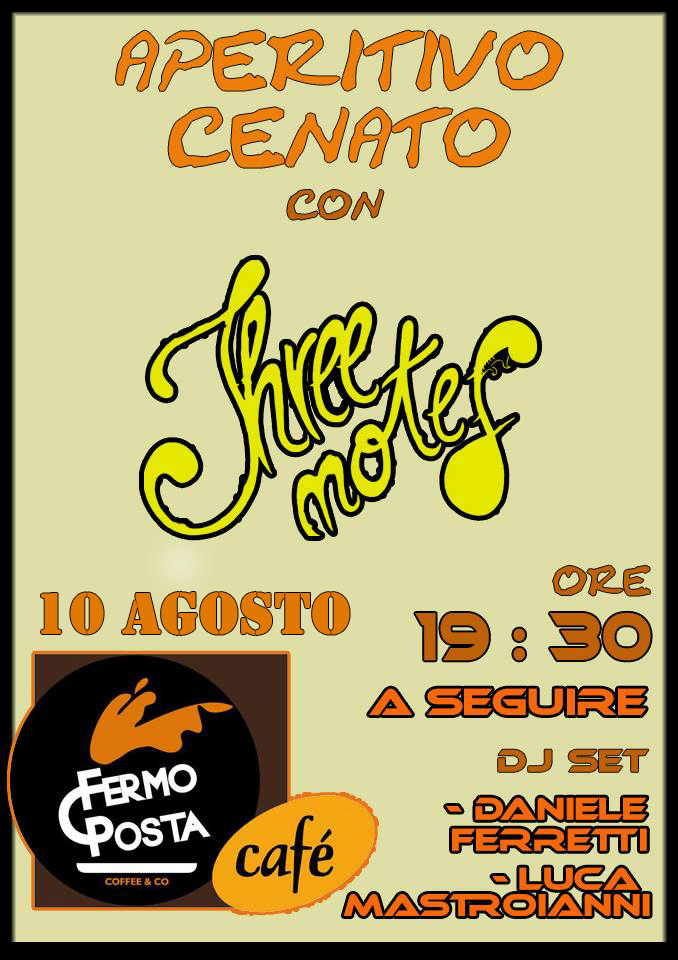 APERITIVO
CENATO
CON
Three
notes
10 AGOSTO
ORE
19 : 30
A SEGUIRE
DJ SET
- DANIELE
FERRETTI
- LUCA
MASTROIANNI
FERMO
POSTA
COFFEE & CO
café